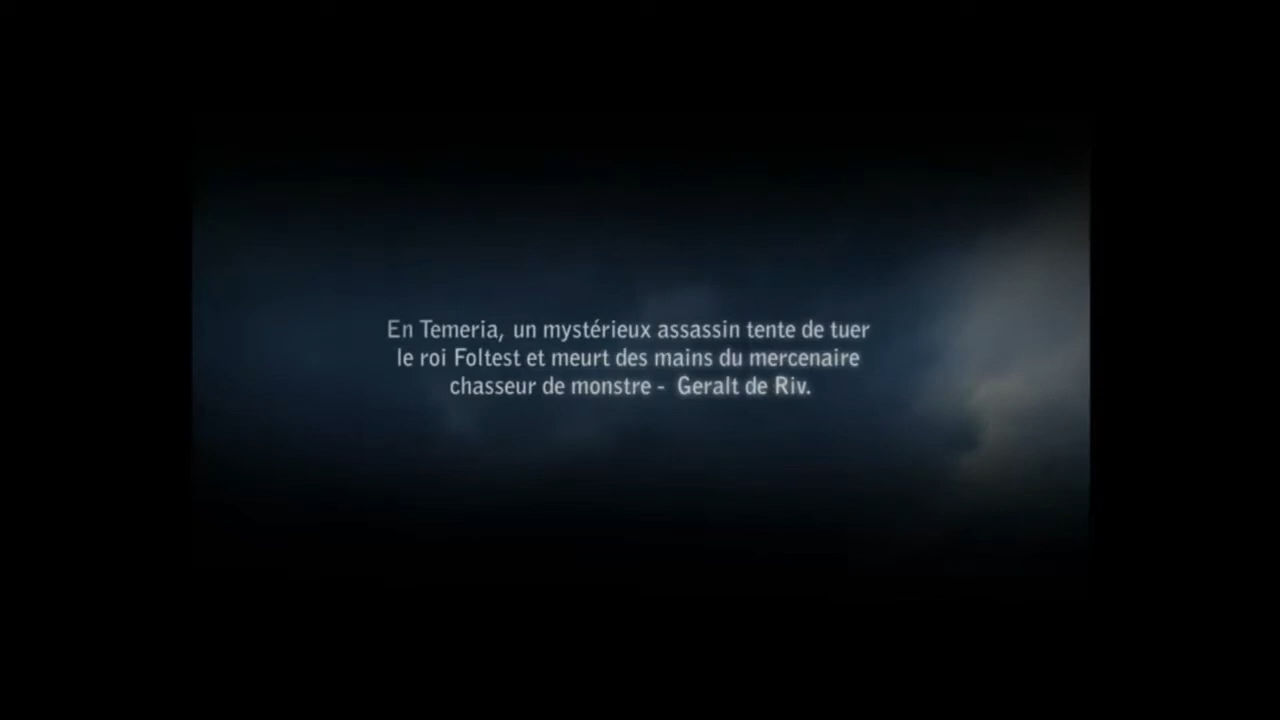 En Temeria, un mystérieux assassin tente de tuer
le roi Foltest et meurt des mains du mercenaire
chasseur de monstre - Geralt de Riv.